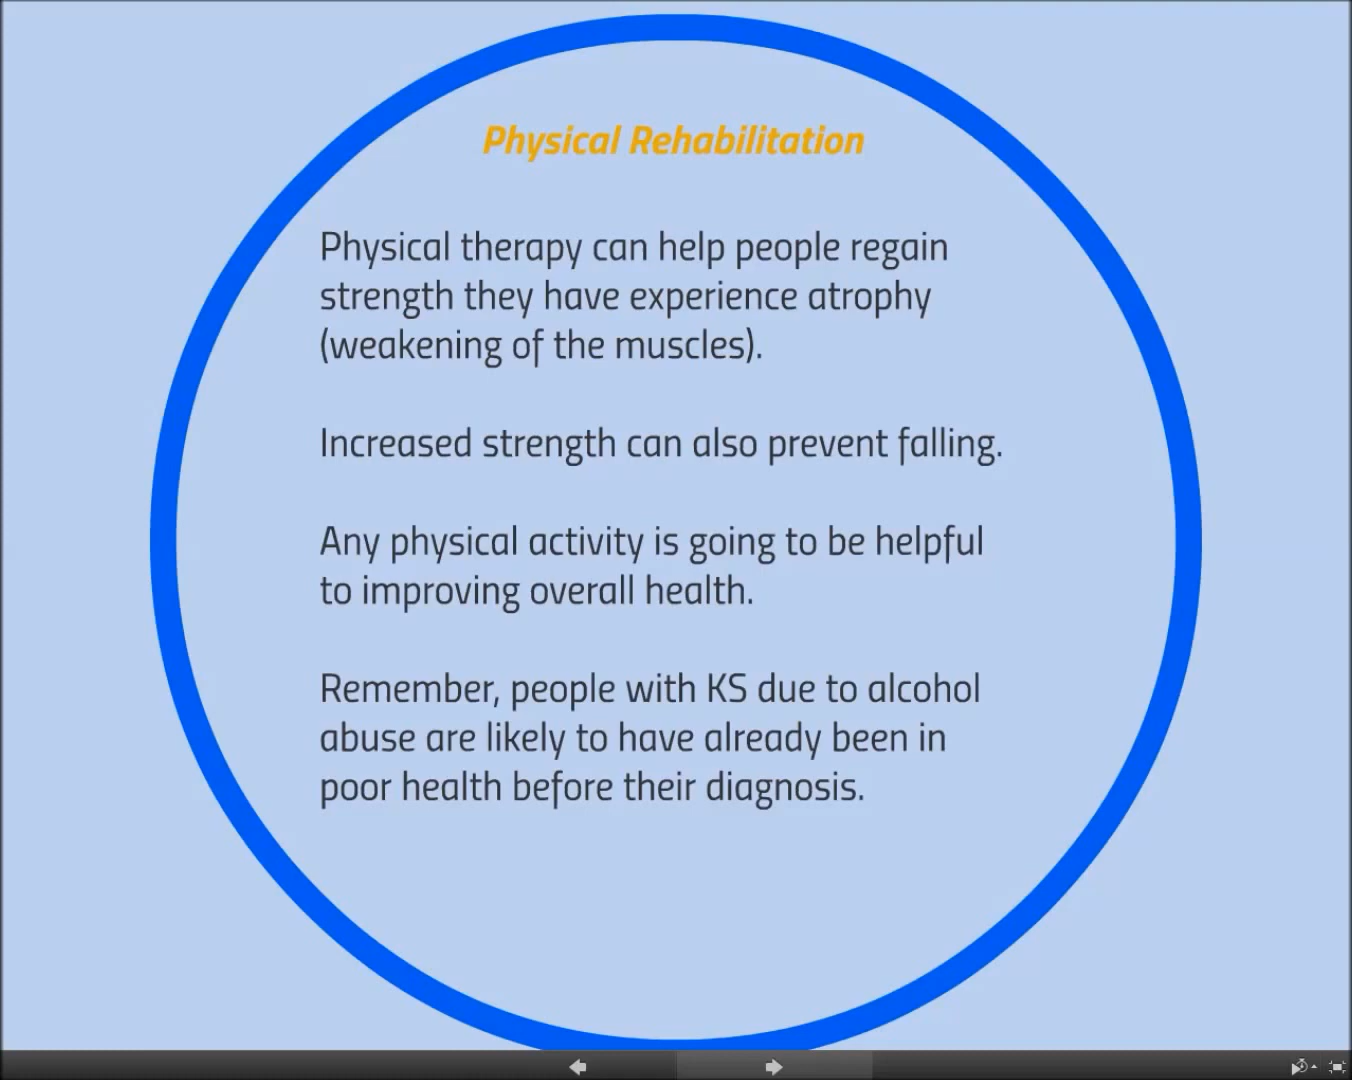 Physical Rehabilitation
Physical therapy can help people regain
strength they have experience atrophy
(weakening of the muscles).
Increased strength can also prevent falling.
Any physical activity is going to be helpful
to improving overall health.
Remember, people with KS due to alcohol
abuse are likely to have already been in
poor health before their diagnosis.